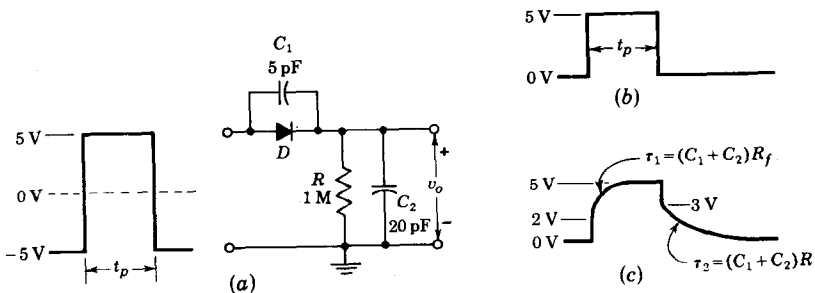 5 V
0 V
−5 V
t_p
C_1
5 pF
D
R
1 M
C_2
20 pF
+
v_o
-
(a)
5 V
t_p
0 V
(b)
τ_1=(C_1+C_2)R_f
5 V
3 V
2 V
0 V
τ_2=(C_1+C_2)R
(c)